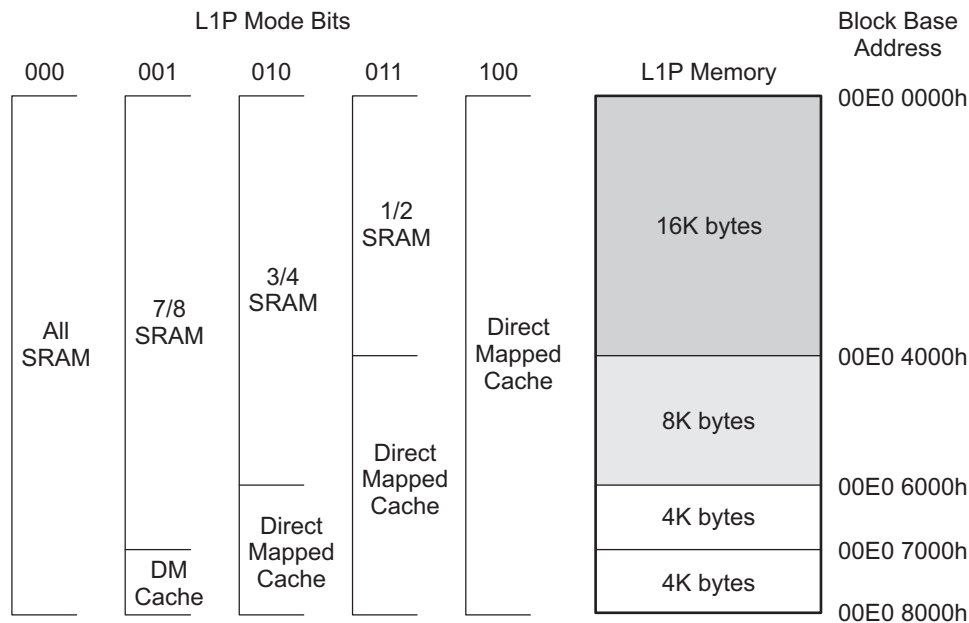 L1P Mode Bits
Block Base
Address
000 001 010 011 100 L1P Memory
00E0 0000h
1/2
SRAM
16K bytes
3/4
SRAM
7/8
SRAM
All
SRAM
Direct
Mapped
Cache
00E0 4000h
8K bytes
Direct
Mapped
Cache
00E0 6000h
4K bytes
Direct
Mapped
Cache
00E0 7000h
DM
Cache
4K bytes
00E0 8000h